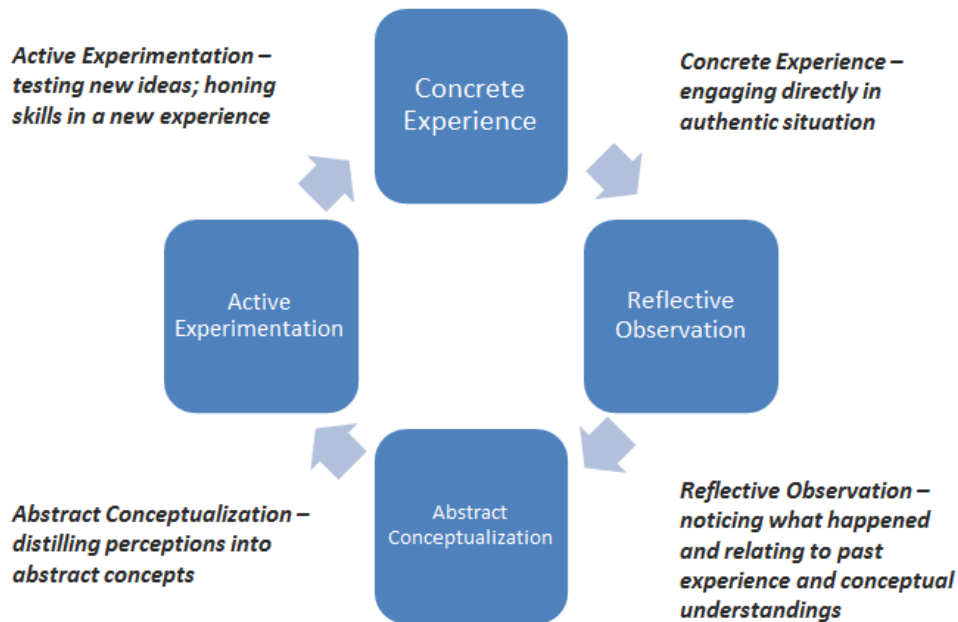 Active Experimentation –
testing new ideas; honing
skills in a new experience
Concrete
Experience
Concrete Experience –
engaging directly in
authentic situation
Active
Experimentation
Reflective
Observation
Abstract Conceptualization –
distilling perceptions into
abstract concepts
Abstract
Conceptualization
Reflective Observation –
noticing what happened
and relating to past
experience and conceptual
understandings